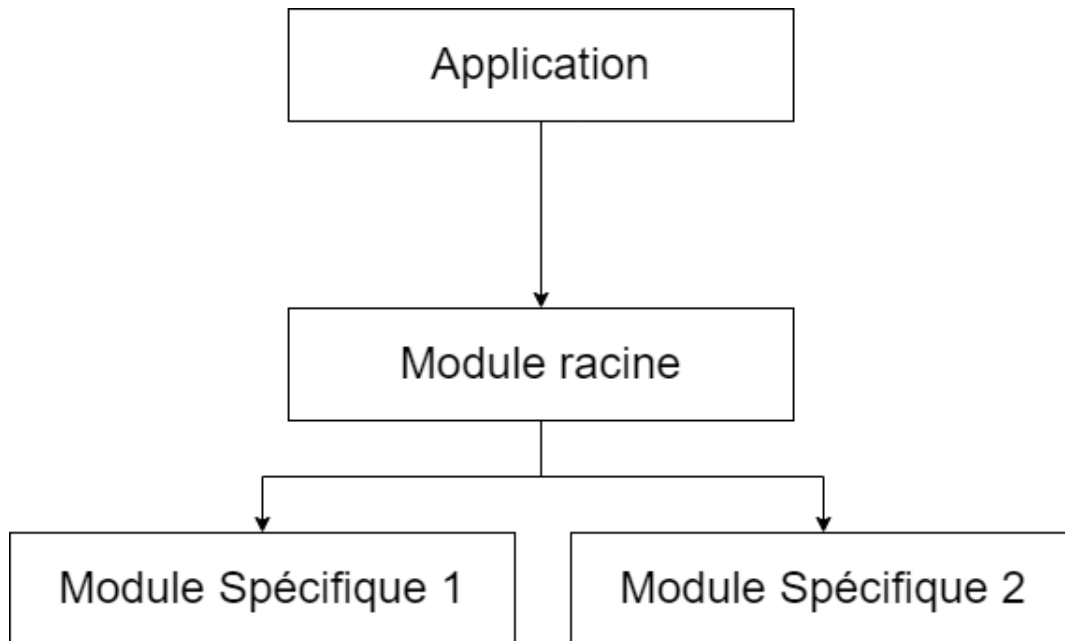 Application
Module racine
Module Spécifique 1
Module Spécifique 2